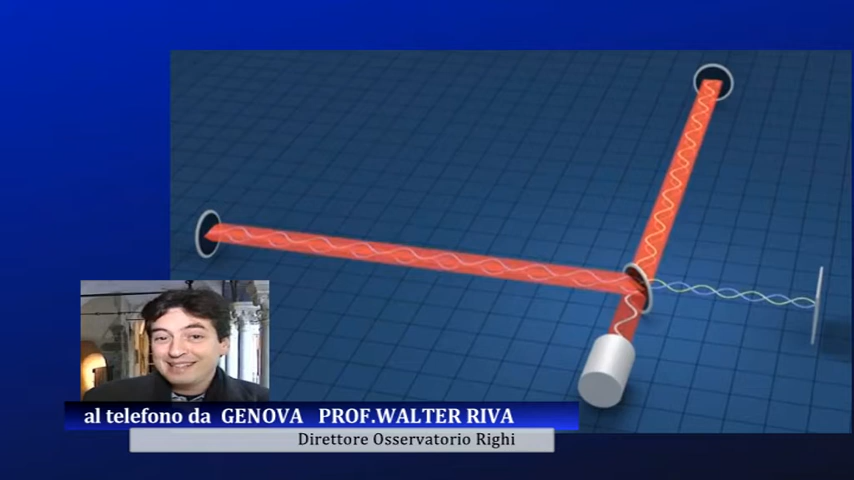 al telefono da GENOVA PROF.WALTER RIVA
Direttore Osservatorio Righi